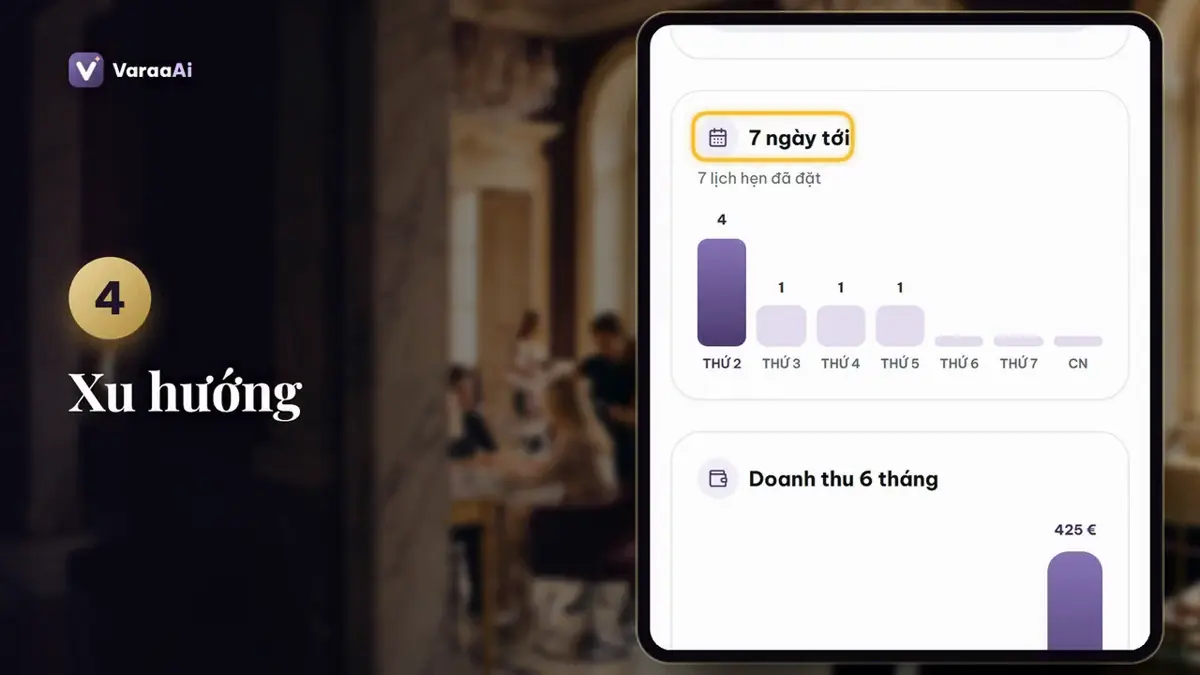 VaraaAi
4
Xu hướng
7 ngày tới
7 lịch hẹn đã đặt
4
1
1
1
THỨ 2
THỨ 3
THỨ 4
THỨ 5
THỨ 6
THỨ 7
CN
Doanh thu 6 tháng
425 €